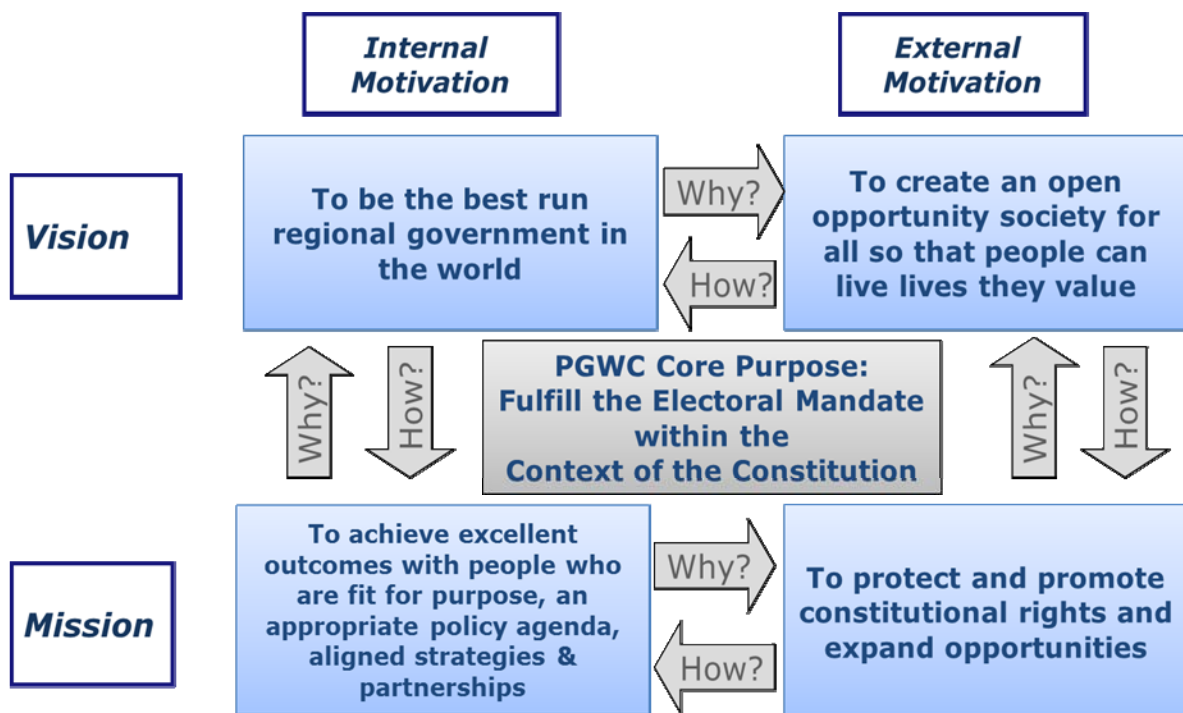 Internal
Motivation
External
Motivation
Vision
To be the best run
regional government in
the world
Why?
How?
To create an open
opportunity society for
all so that people can
live lives they value
Why?
How?
PGWC Core Purpose:
Fulfill the Electoral Mandate
within the
Context of the Constitution
Why?
How?
Mission
To achieve excellent
outcomes with people who
are fit for purpose, an
appropriate policy agenda,
aligned strategies &
partnerships
Why?
How?
To protect and promote
constitutional rights and
expand opportunities